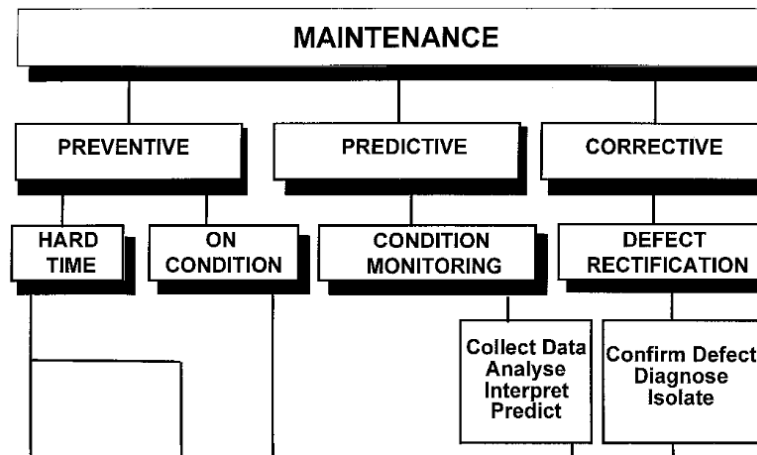 MAINTENANCE
PREVENTIVE
PREDICTIVE
CORRECTIVE
HARD
TIME
ON
CONDITION
CONDITION
MONITORING
DEFECT
RECTIFICATION
Collect Data
Analyse
Interpret
Predict
Confirm Defect
Diagnose
Isolate